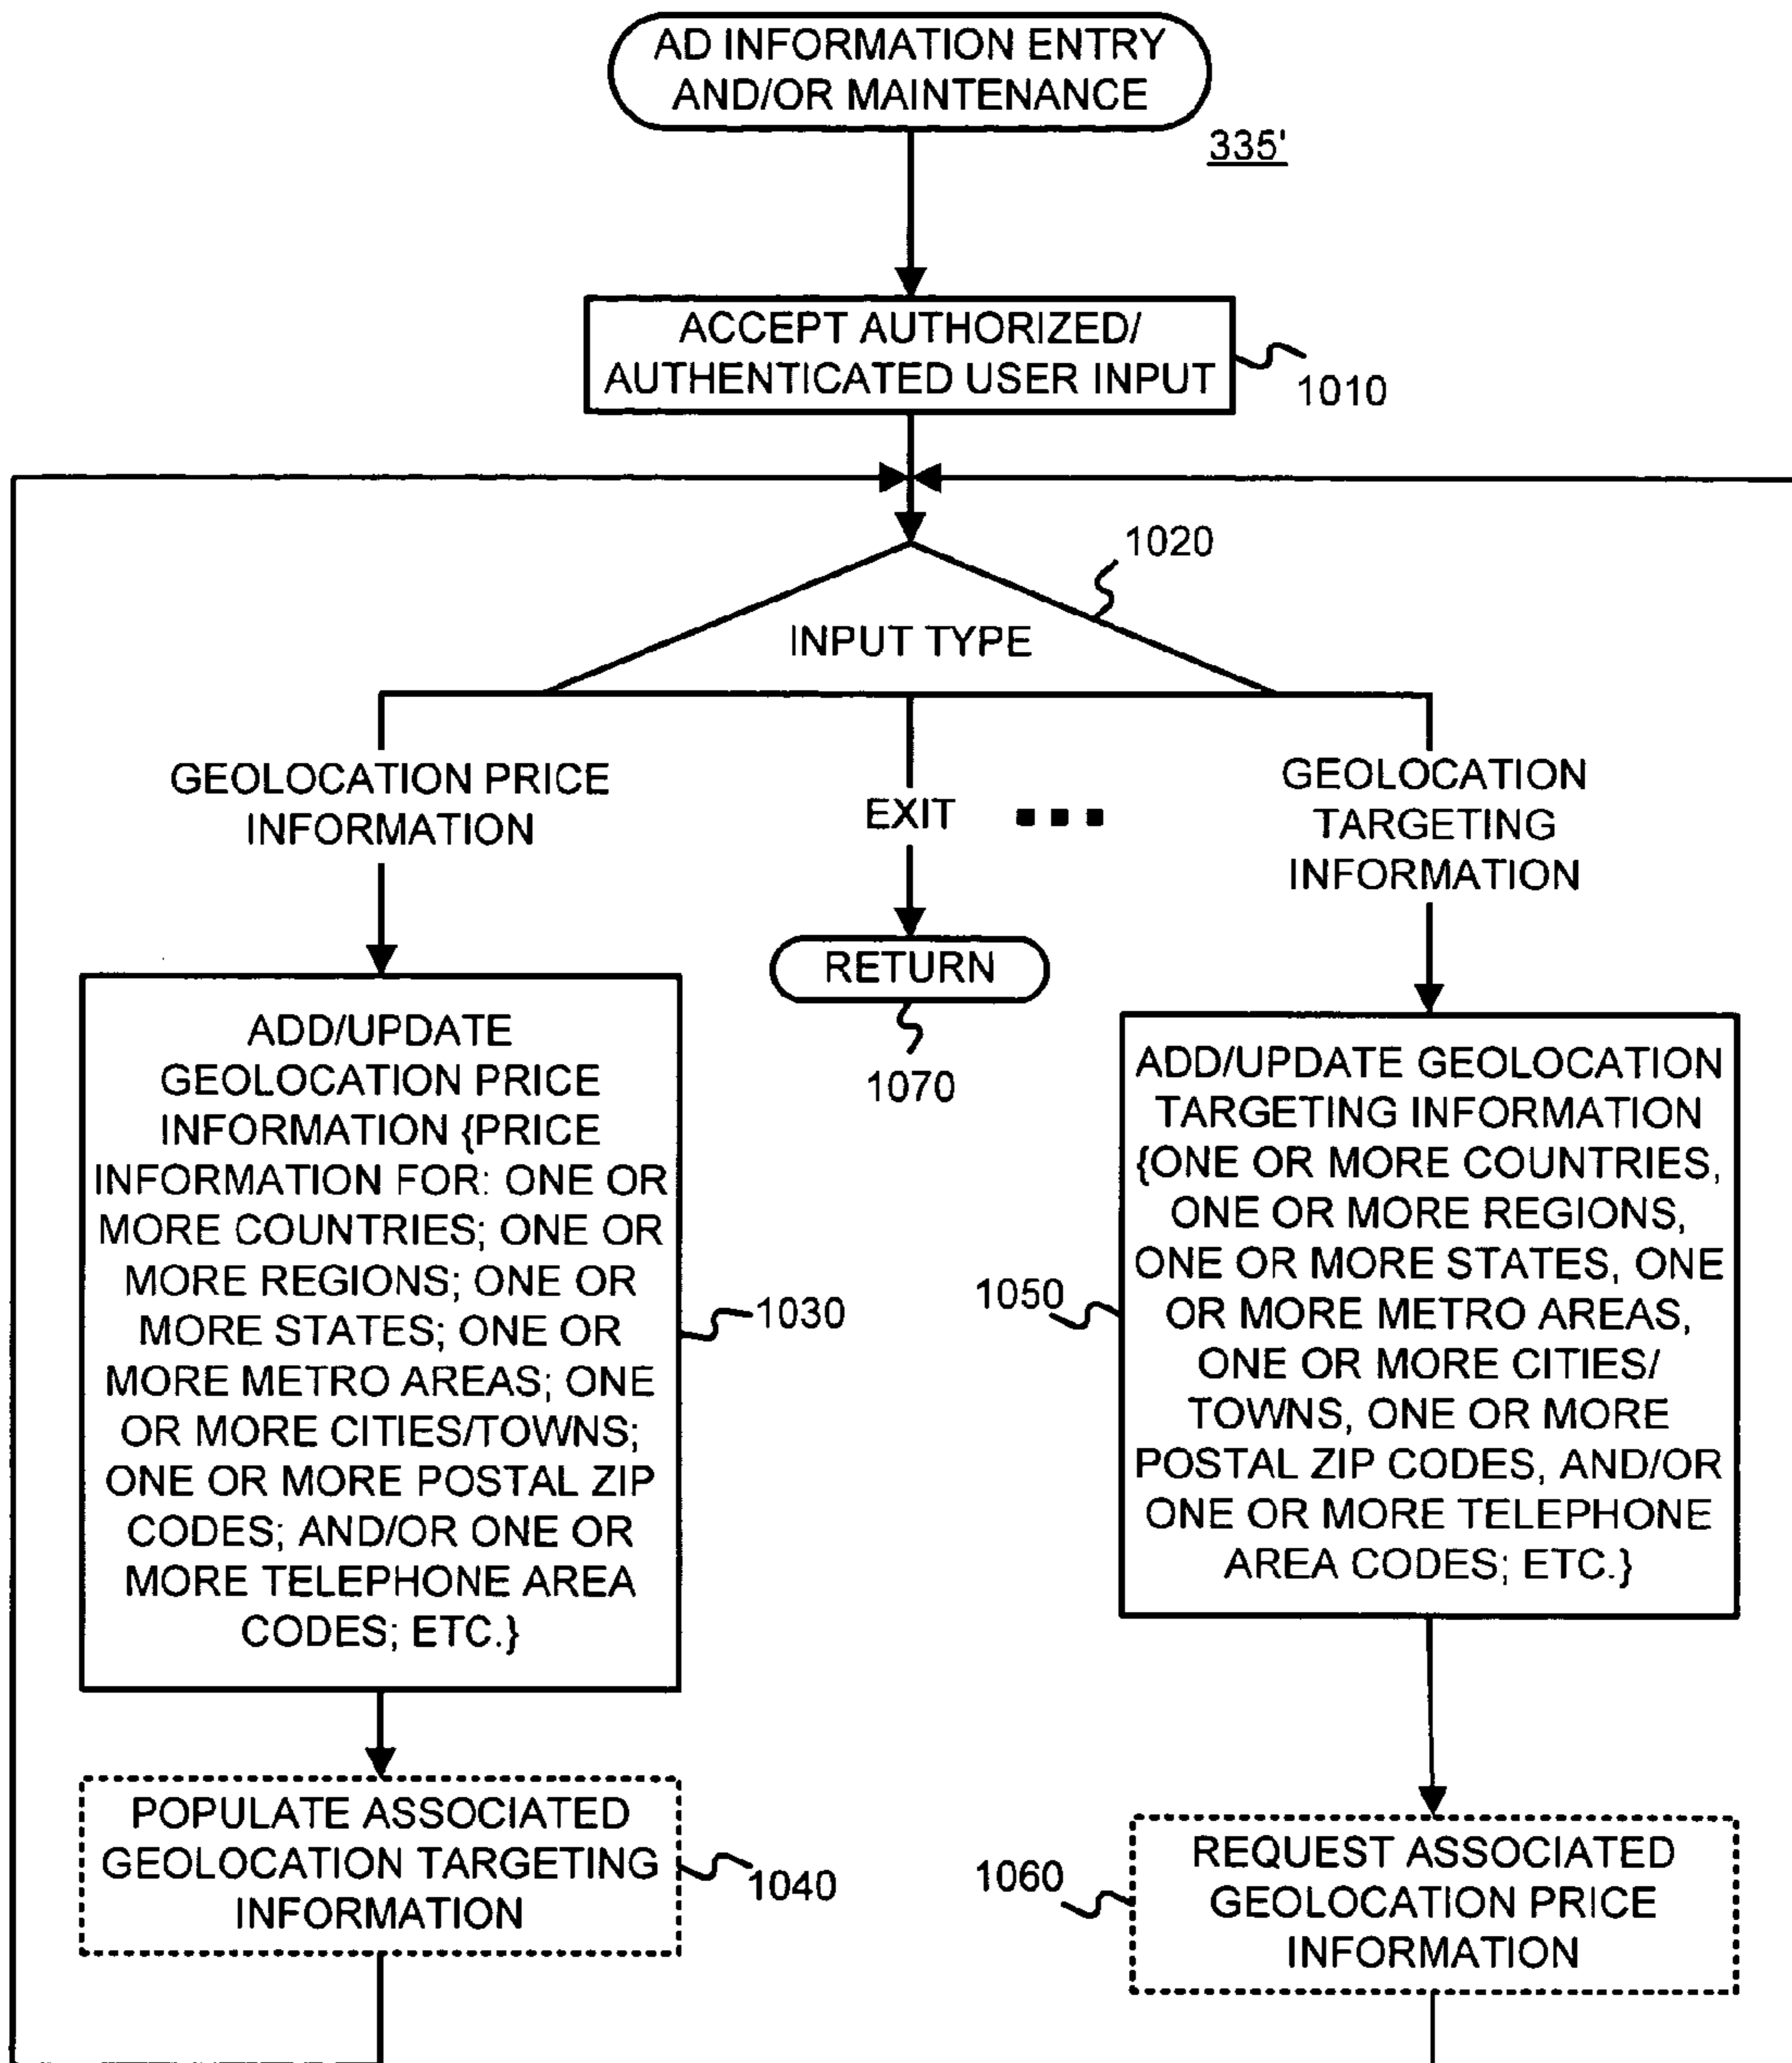 AD INFORMATION ENTRY
AND/OR MAINTENANCE
335'
ACCEPT AUTHORIZED/
AUTHENTICATED USER INPUT
1010
1020
INPUT TYPE
GEOLOCATION PRICE
INFORMATION
EXIT
GEOLOCATION
TARGETING
INFORMATION
RETURN
1070
ADD/UPDATE
GEOLOCATION PRICE
INFORMATION {PRICE
INFORMATION FOR: ONE OR
MORE COUNTRIES; ONE OR
MORE REGIONS; ONE OR
MORE STATES; ONE OR
MORE METRO AREAS; ONE
OR MORE CITIES/TOWNS;
ONE OR MORE POSTAL ZIP
CODES; AND/OR ONE OR
MORE TELEPHONE AREA
CODES; ETC.}
1030
ADD/UPDATE GEOLOCATION
TARGETING INFORMATION
{ONE OR MORE COUNTRIES,
ONE OR MORE REGIONS,
ONE OR MORE STATES, ONE
OR MORE METRO AREAS,
ONE OR MORE CITIES/
TOWNS, ONE OR MORE
POSTAL ZIP CODES, AND/OR
ONE OR MORE TELEPHONE
AREA CODES; ETC.}
1050
POPULATE ASSOCIATED
GEOLOCATION TARGETING
INFORMATION
1040
REQUEST ASSOCIATED
GEOLOCATION PRICE
INFORMATION
1060